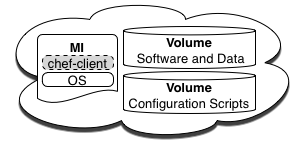 MI
chef-client
OS
Volume
Software and Data
Volume
Configuration Scripts